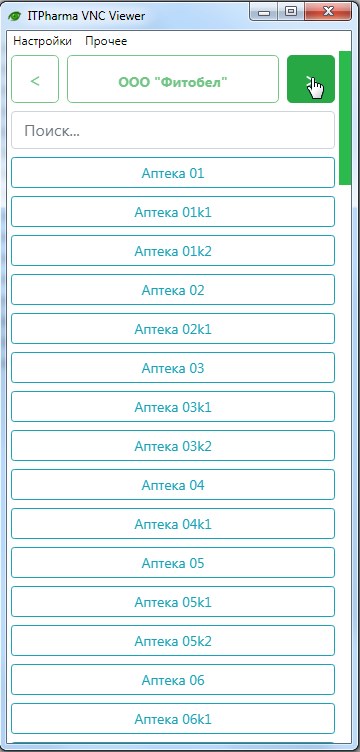 ITPharma VNC Viewer
Настройки Прочее
< ООО "Фитобел" >
Поиск...
Аптека 01
Аптека 01k1
Аптека 01k2
Аптека 02
Аптека 02k1
Аптека 03
Аптека 03k1
Аптека 03k2
Аптека 04
Аптека 04k1
Аптека 05
Аптека 05k1
Аптека 05k2
Аптека 06
Аптека 06k1